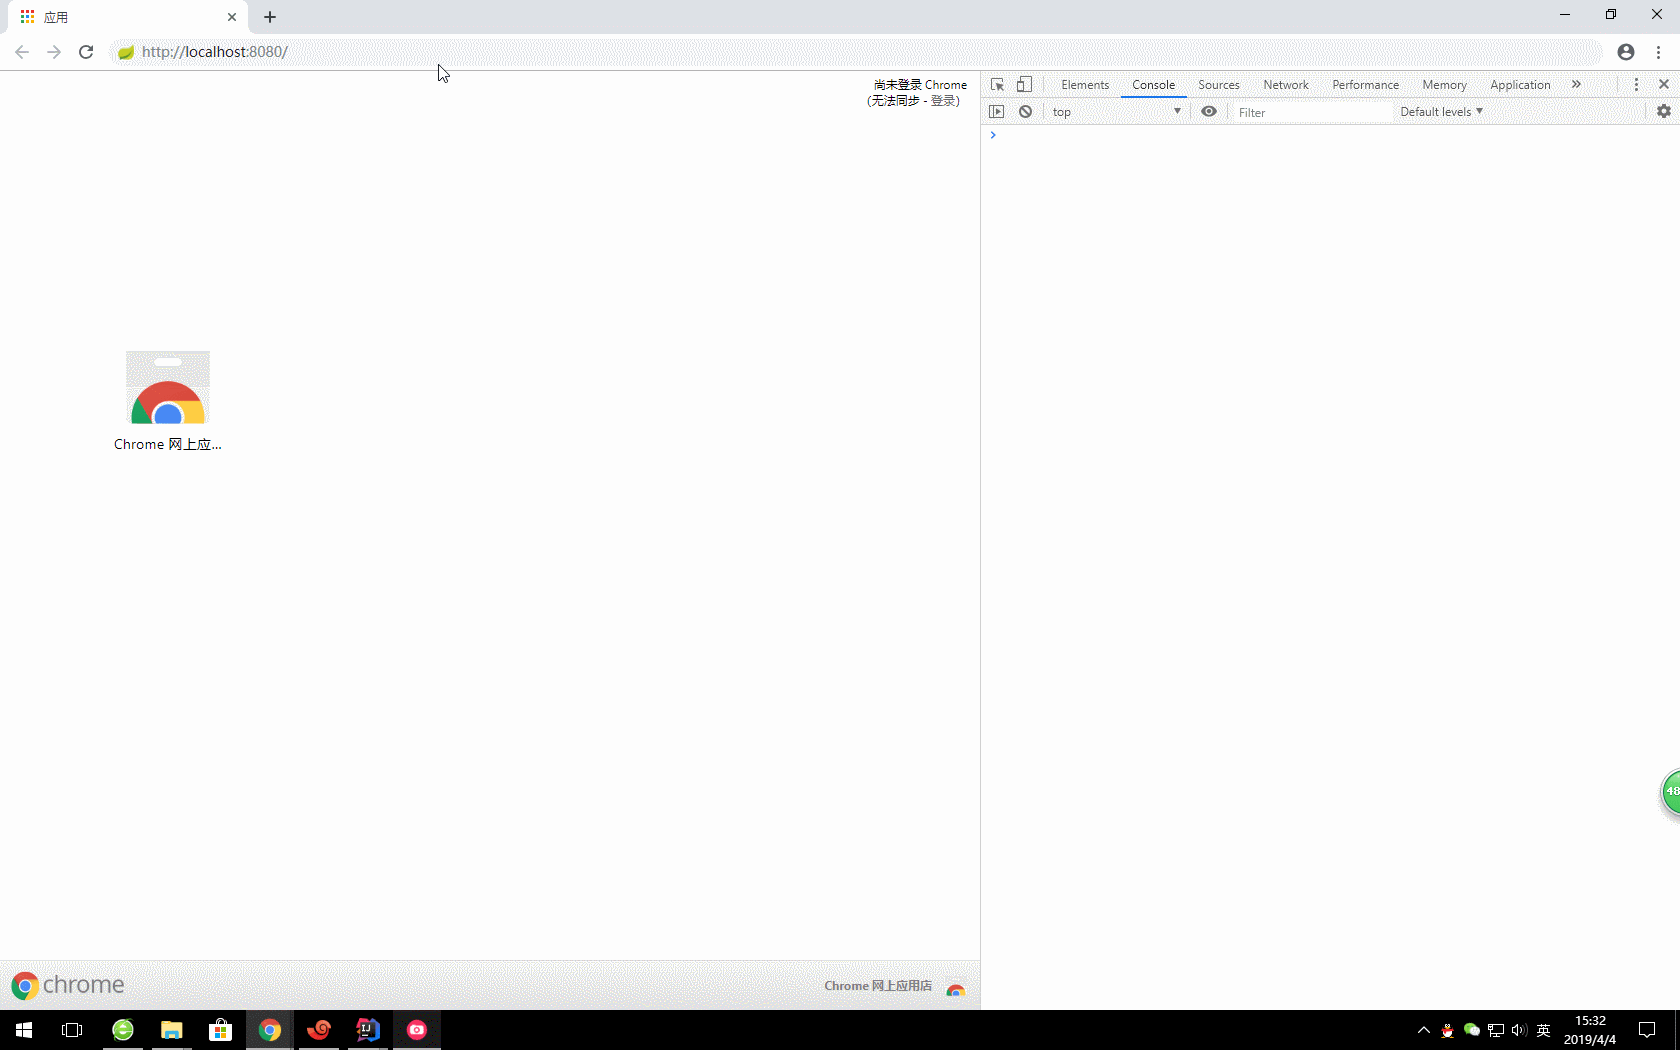 应用
http://localhost:8080/
尚未登录 Chrome
(无法同步 - 登录)
Elements Console Sources Network Performance Memory Application
top Filter Default levels
Chrome 网上应...
48
chrome
Chrome 网上应用店
英
15:32
2019/4/4